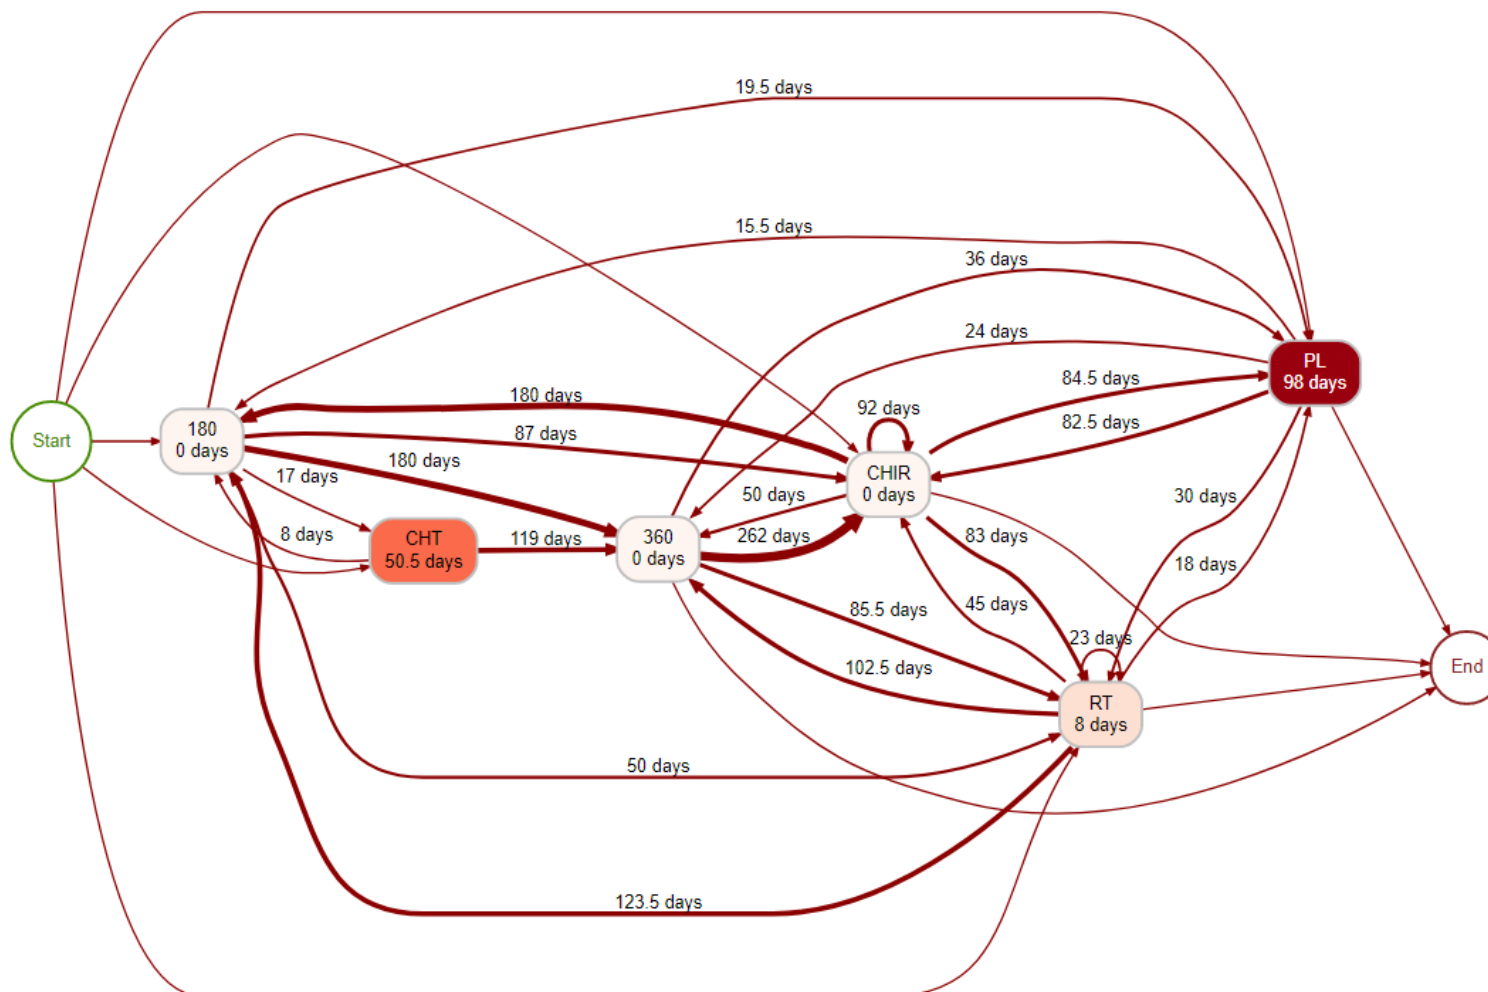 19.5 days
15.5 days
36 days
24 days
PL
98 days
84.5 days
180 days
92 days
82.5 days
180
0 days
Start
87 days
180 days
CHIR
0 days
17 days
50 days
30 days
8 days
CHT
50.5 days
119 days
360
0 days
262 days
83 days
18 days
85.5 days
45 days
23 days
102.5 days
End
RT
8 days
50 days
123.5 days